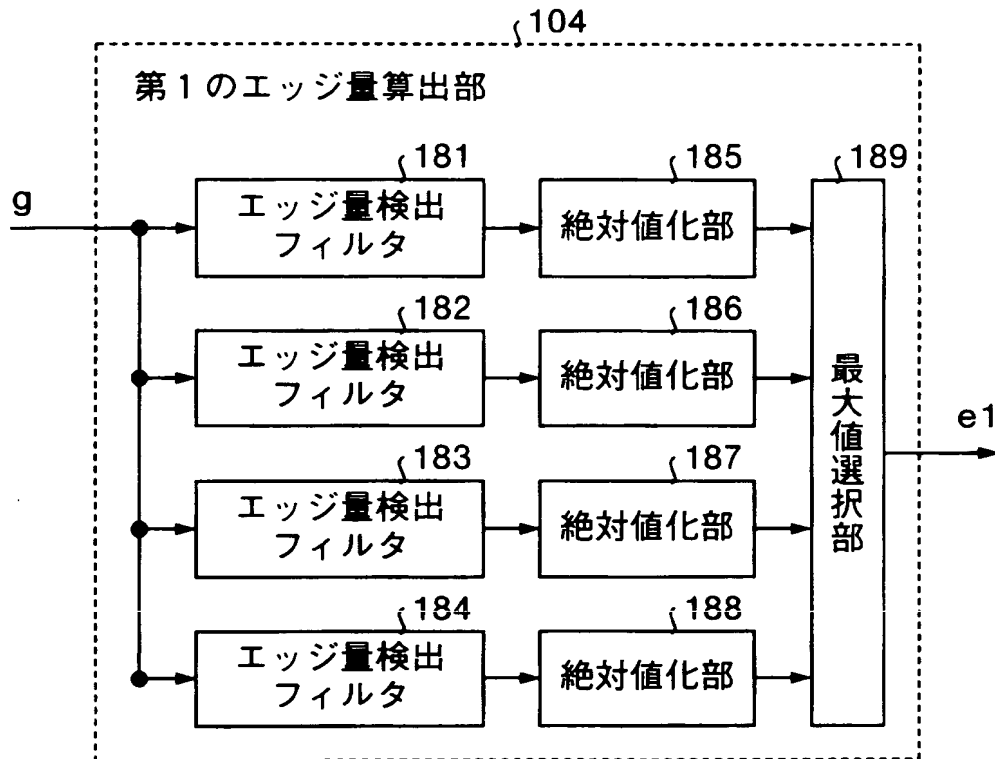 104
第1のエッジ量算出部
181
185
189
g
エッジ量検出
フィルタ
絶対値化部
182
186
エッジ量検出
フィルタ
絶対値化部
最大値選択部
e1
183
187
エッジ量検出
フィルタ
絶対値化部
184
188
エッジ量検出
フィルタ
絶対値化部